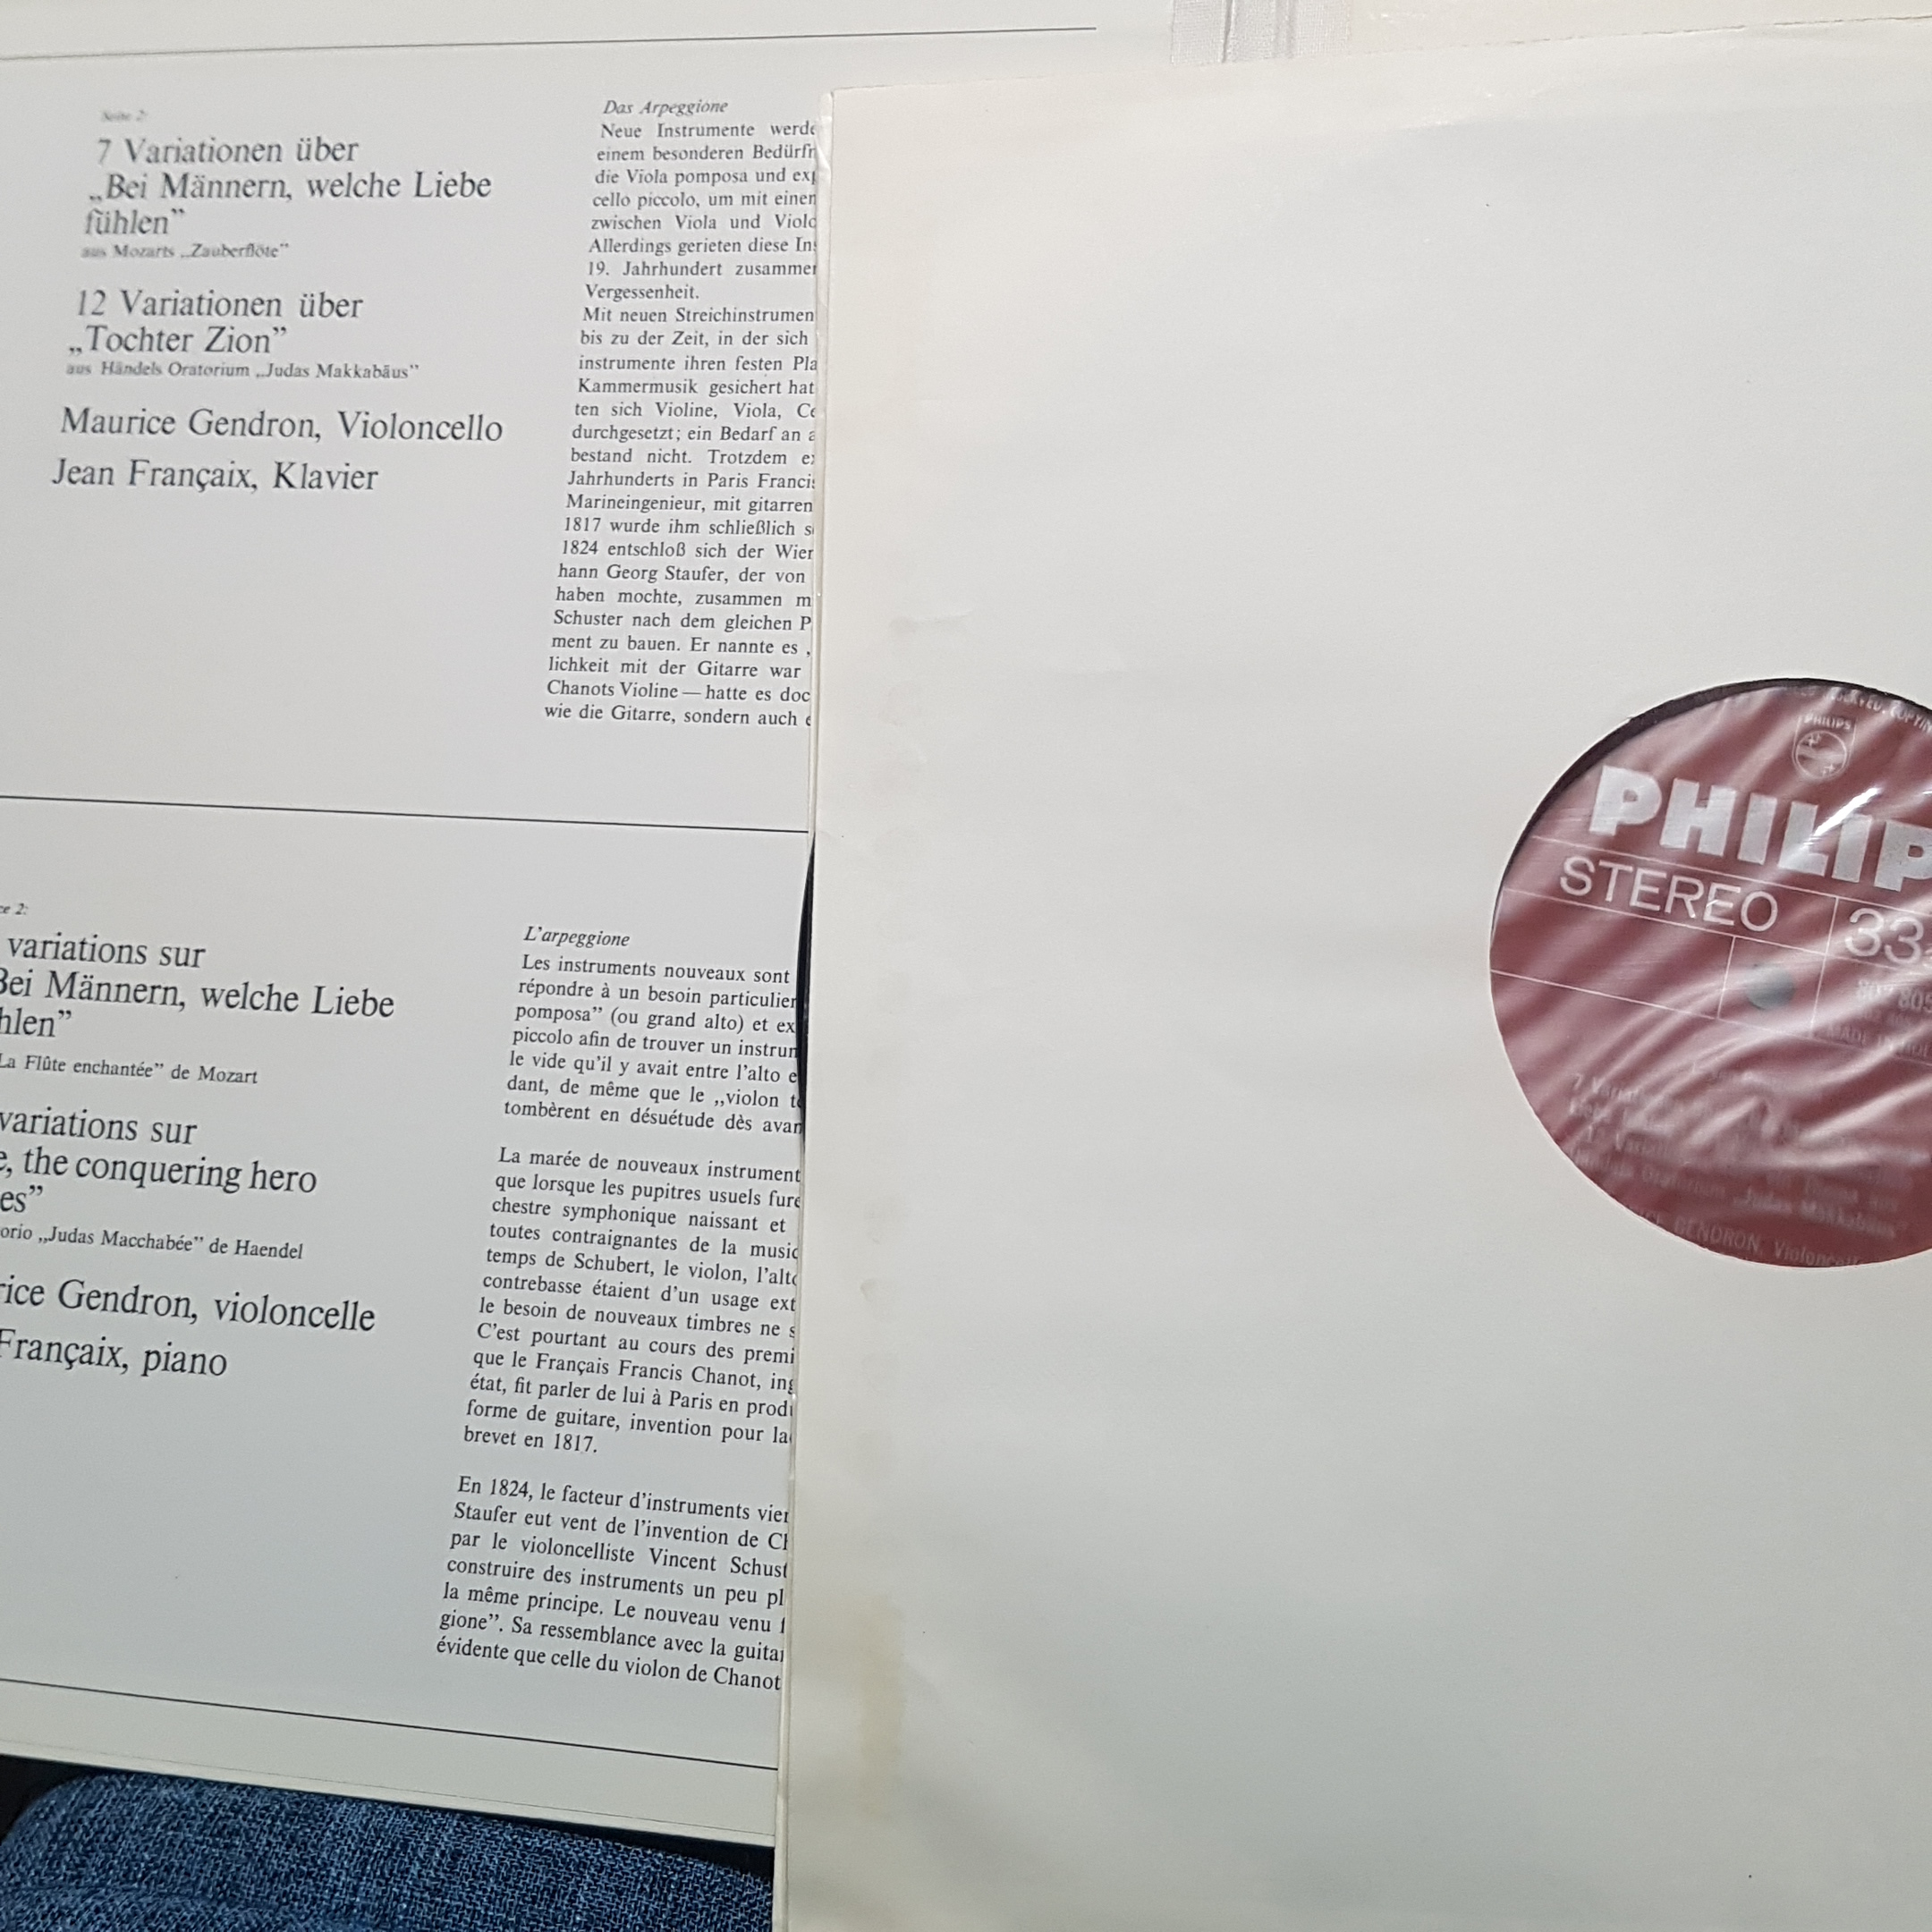 Seite 2:
7 Variationen über
„Bei Männern, welche Liebe
fühlen”
aus Mozarts „Zauberflöte”
12 Variationen über
„Tochter Zion”
aus Händels Oratorium „Judas Makkabäus”
Maurice Gendron, Violoncello
Jean Françaix, Klavier
Das Arpeggione
Neue Instrumente werde
einem besonderen Bedürfn
die Viola pomposa und exp
cello piccolo, um mit einem
zwischen Viola und Violo
Allerdings gerieten diese Ins
19. Jahrhundert zusammen
Vergessenheit.
Mit neuen Streichinstrumen
bis zu der Zeit, in der sich
instrumente ihren festen Pla
Kammermusik gesichert hat
ten sich Violine, Viola, Ce
durchgesetzt; ein Bedarf an a
bestand nicht. Trotzdem ex
Jahrhunderts in Paris Francis
Marineingenieur, mit gitarren
1817 wurde ihm schließlich s
1824 entschloß sich der Wien
hann Georg Staufer, der von
haben mochte, zusammen m
Schuster nach dem gleichen P
ment zu bauen. Er nannte es „
lichkeit mit der Gitarre war
Chanots Violine — hatte es doc
wie die Gitarre, sondern auch e
ce 2:
variations sur
Bei Männern, welche Liebe
hlen”
La Flûte enchantée” de Mozart
variations sur
e, the conquering hero
es”
orio „Judas Macchabée” de Haendel
rice Gendron, violoncelle
Françaix, piano
L’arpeggione
Les instruments nouveaux sont
répondre à un besoin particulier
pomposa” (ou grand alto) et ex
piccolo afin de trouver un instrum
le vide qu’il y avait entre l’alto e
dant, de même que le „violon te
tombèrent en désuétude dès avan
La marée de nouveaux instrument
que lorsque les pupitres usuels fure
chestre symphonique naissant et
toutes contraignantes de la music
temps de Schubert, le violon, l’alto
contrebasse étaient d’un usage ext
le besoin de nouveaux timbres ne s
C’est pourtant au cours des premi
que le Français Francis Chanot, ing
état, fit parler de lui à Paris en prod
forme de guitare, invention pour la
brevet en 1817.
En 1824, le facteur d’instruments vien
Staufer eut vent de l’invention de Ch
par le violoncelliste Vincent Schust
construire des instruments un peu pl
la même principe. Le nouveau venu f
gione”. Sa ressemblance avec la guitar
évidente que celle du violon de Chanot
PHILIPS
PHILIP
STEREO
33
802 805
7
Oratorium „Judas Makkabäus”
GENDRON, Violoncell